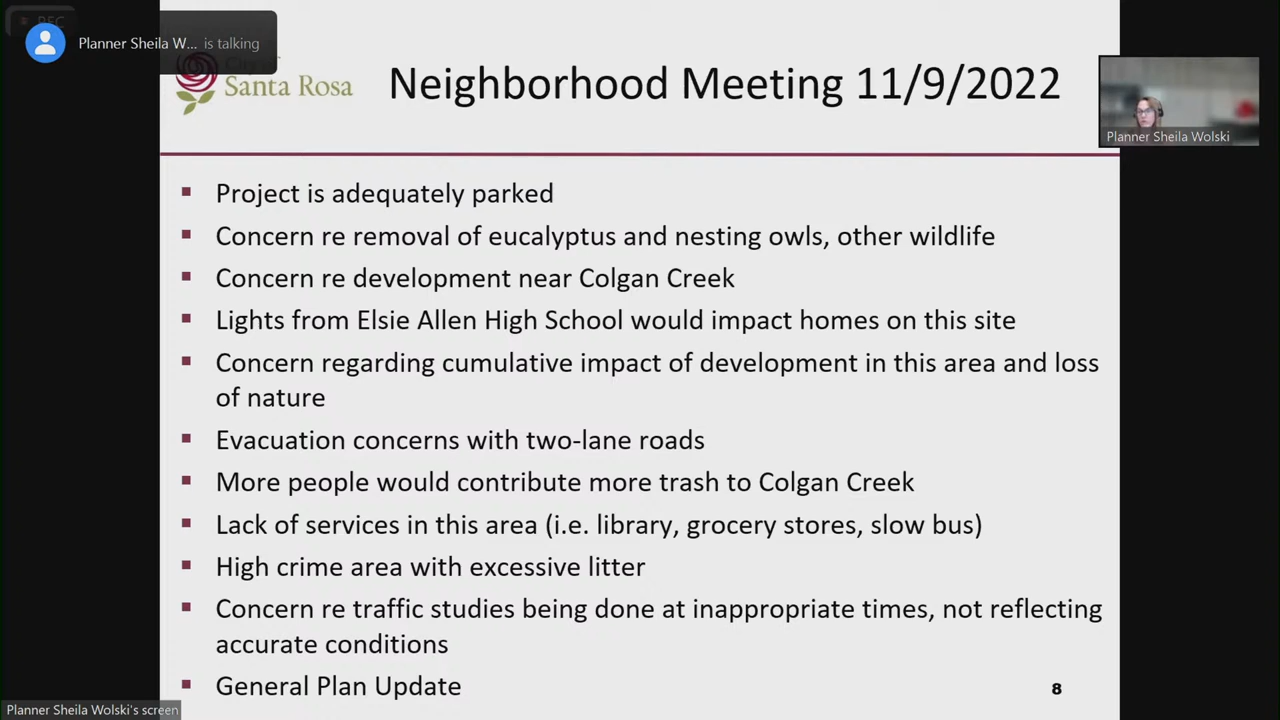 REC
Planner Sheila W... is talking
City of
Santa Rosa
Neighborhood Meeting 11/9/2022
Planner Sheila Wolski
Project is adequately parked
Concern re removal of eucalyptus and nesting owls, other wildlife
Concern re development near Colgan Creek
Lights from Elsie Allen High School would impact homes on this site
Concern regarding cumulative impact of development in this area and loss
of nature
Evacuation concerns with two-lane roads
More people would contribute more trash to Colgan Creek
Lack of services in this area (i.e. library, grocery stores, slow bus)
High crime area with excessive litter
Concern re traffic studies being done at inappropriate times, not reflecting
accurate conditions
General Plan Update
8
Planner Sheila Wolski's screen